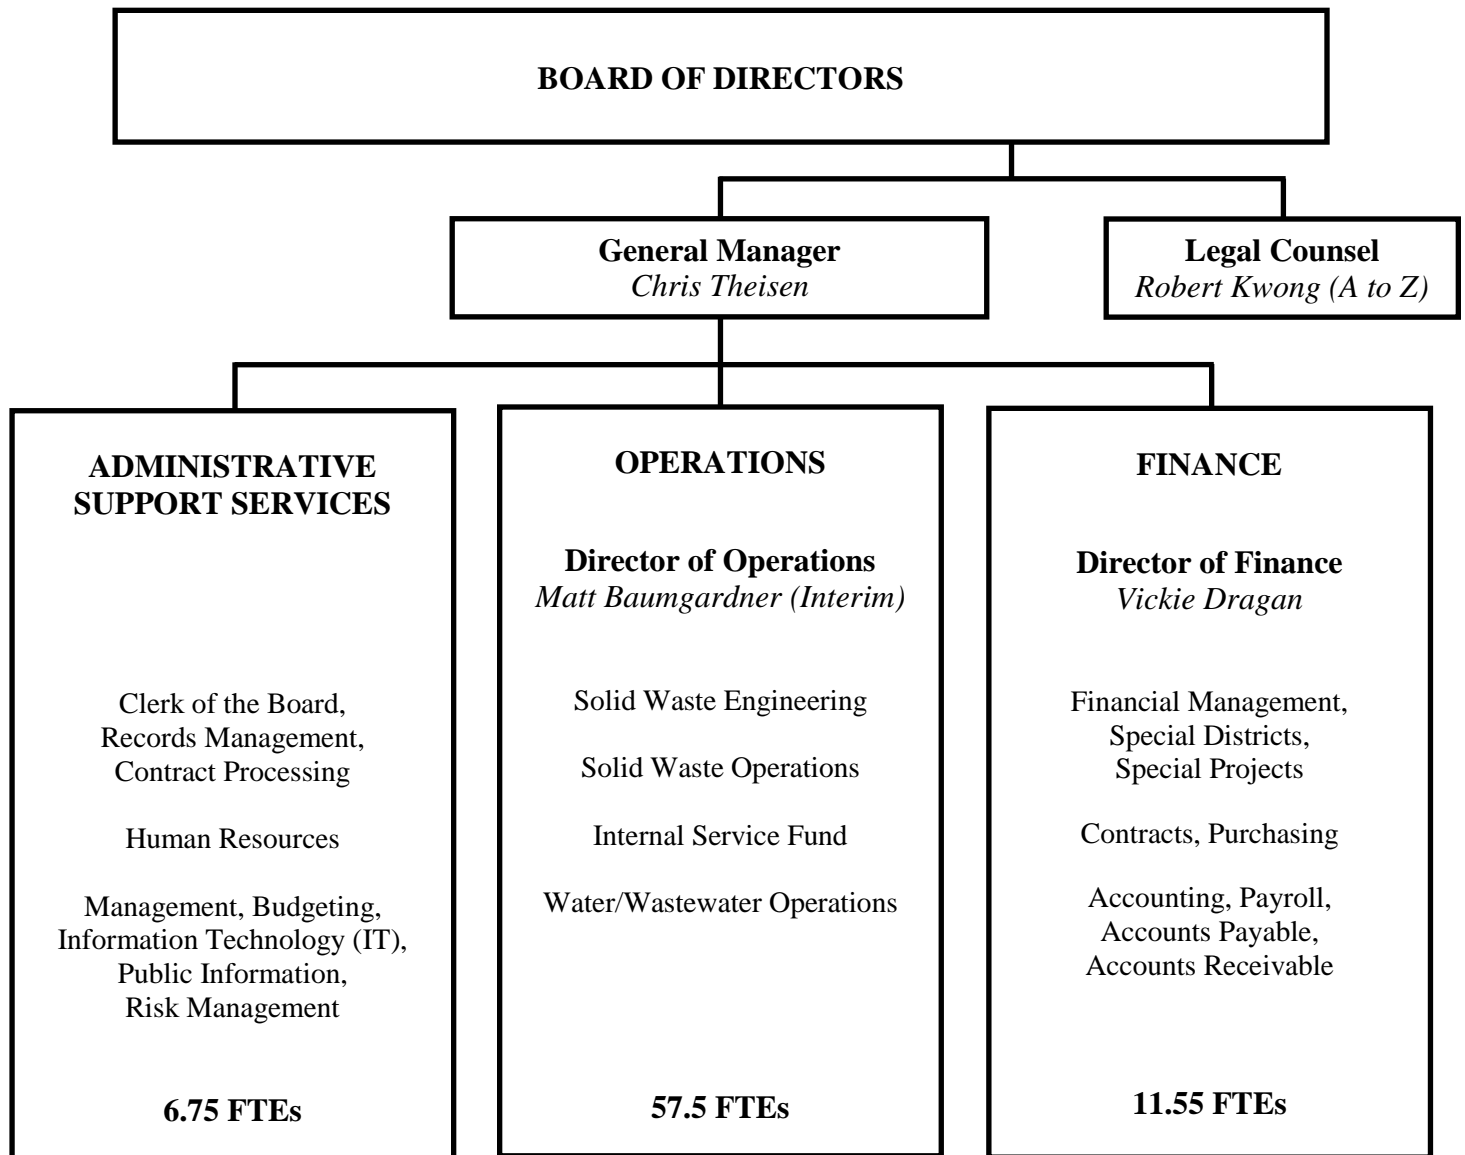 BOARD OF DIRECTORS
General Manager
Chris Theisen
Legal Counsel
Robert Kwong (A to Z)
ADMINISTRATIVE
SUPPORT SERVICES
Clerk of the Board,
Records Management,
Contract Processing
Human Resources
Management, Budgeting,
Information Technology (IT),
Public Information,
Risk Management
6.75 FTEs
OPERATIONS
Director of Operations
Matt Baumgardner (Interim)
Solid Waste Engineering
Solid Waste Operations
Internal Service Fund
Water/Wastewater Operations
57.5 FTEs
FINANCE
Director of Finance
Vickie Dragan
Financial Management,
Special Districts,
Special Projects
Contracts, Purchasing
Accounting, Payroll,
Accounts Payable,
Accounts Receivable
11.55 FTEs